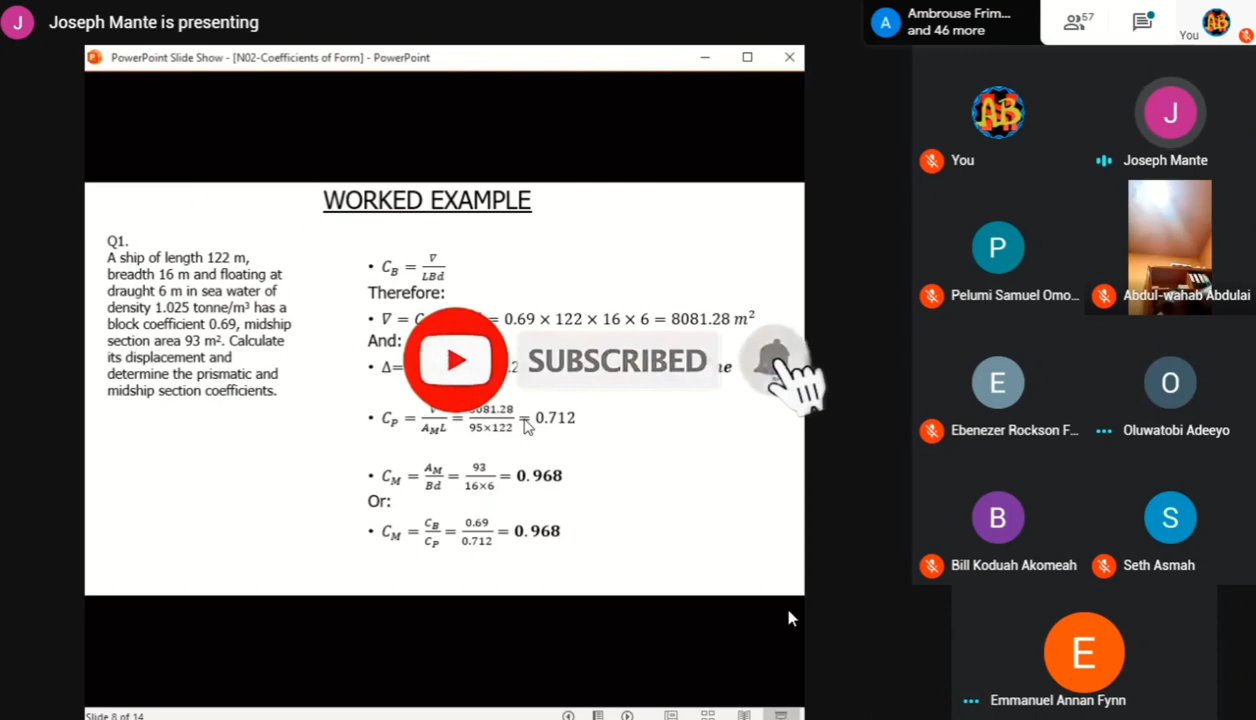 J Joseph Mante is presenting
A Ambrouse Frim...
and 46 more
57
You
PowerPoint Slide Show - [N02-Coefficients of Form] - PowerPoint
WORKED EXAMPLE
Q1.
A ship of length 122 m,
breadth 16 m and floating at
draught 6 m in sea water of
density 1.025 tonne/m³ has a
block coefficient 0.69, midship
section area 93 m². Calculate
its displacement and
determine the prismatic and
midship section coefficients.
• C_B = ∇/LBd
Therefore:
• ∇ = = 0.69 × 122 × 16 × 6 = 8081.28 m²
And:
• Δ=
SUBSCRIBED
• C_P = ∇/A_M L = 8081.28/95×122 = 0.712
• C_M = A_M/Bd = 93/16×6 = 0.968
Or:
• C_M = C_B/C_P = 0.69/0.712 = 0.968
Slide 8 of 14
AB
You
J
Joseph Mante
P
Pelumi Samuel Omo...
Abdul-wahab Abdulai
E
Ebenezer Rockson F...
O
Oluwatobi Adeeyo
B
Bill Koduah Akomeah
S
Seth Asmah
E
Emmanuel Annan Fynn